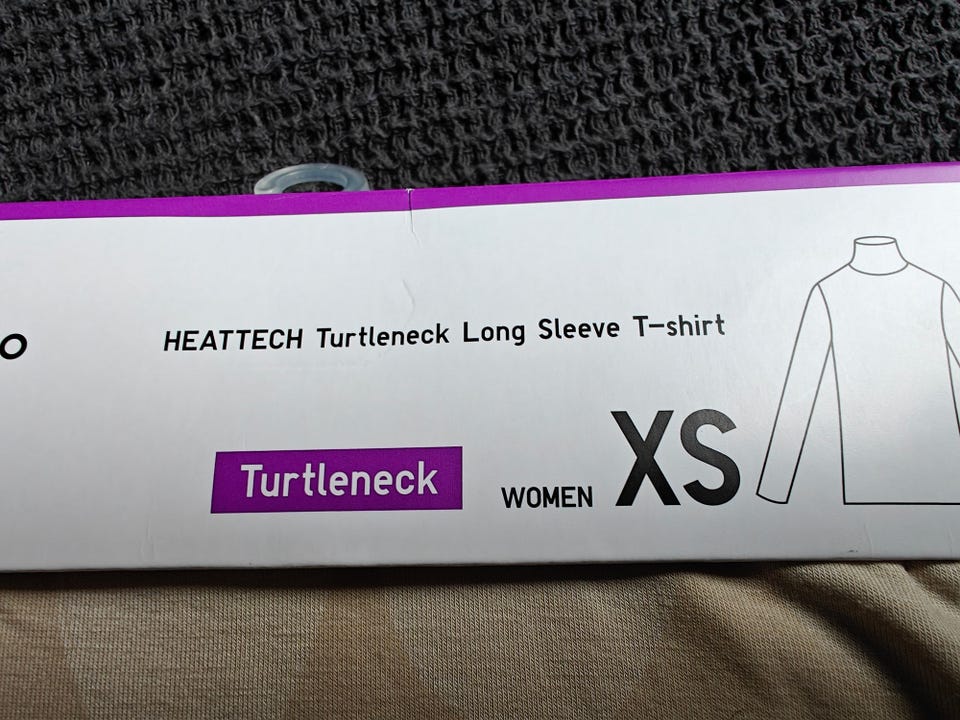 O
HEATTECH Turtleneck Long Sleeve T-shirt
Turtleneck
WOMEN XS